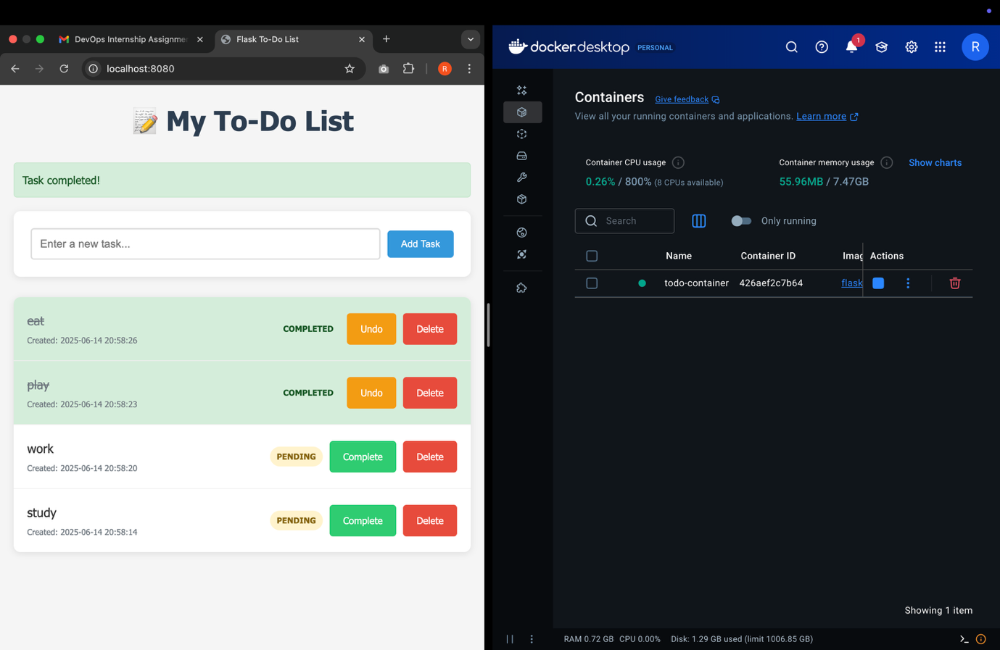 DevOps Internship Assignme
Flask To-Do List
localhost:8080
R
My To-Do List
Task completed!
Enter a new task...
Add Task
eat
Created: 2025-06-14 20:58:26
COMPLETED
Undo
Delete
play
Created: 2025-06-14 20:58:23
COMPLETED
Undo
Delete
work
Created: 2025-06-14 20:58:20
PENDING
Complete
Delete
study
Created: 2025-06-14 20:58:14
PENDING
Complete
Delete
docker.desktop PERSONAL
1
R
Containers Give feedback
View all your running containers and applications. Learn more
Container CPU usage
0.26% / 800% (8 CPUs available)
Container memory usage
55.96MB / 7.47GB
Show charts
Search
Only running
Name Container ID Imag Actions
todo-container 426aef2c7b64 flask
Showing 1 item
RAM 0.72 GB CPU 0.00% Disk: 1.29 GB used (limit 1006.85 GB)